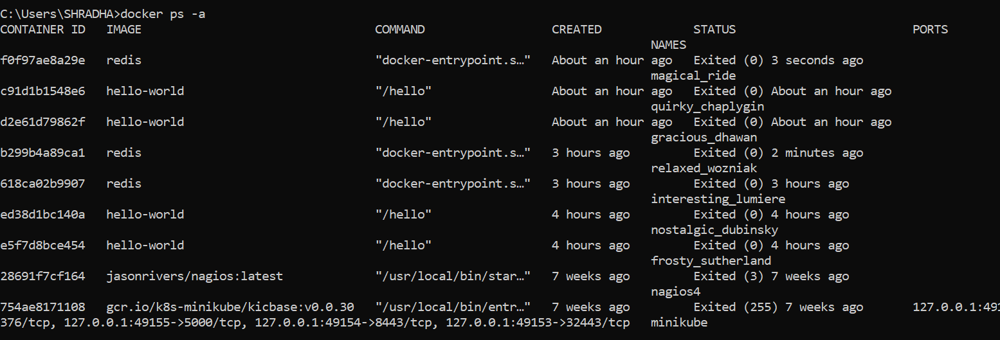 C:\Users\SHRADHA>docker ps -a
CONTAINER ID   IMAGE                                 COMMAND                  CREATED             STATUS                         PORTS
NAMES
f0f97ae8a29e   redis                                 "docker-entrypoint.s…"   About an hour ago   Exited (0) 3 seconds ago
magical_ride
c91d1b1548e6   hello-world                           "/hello"                 About an hour ago   Exited (0) About an hour ago
quirky_chaplygin
d2e61d79862f   hello-world                           "/hello"                 About an hour ago   Exited (0) About an hour ago
gracious_dhawan
b299b4a89ca1   redis                                 "docker-entrypoint.s…"   3 hours ago         Exited (0) 2 minutes ago
relaxed_wozniak
618ca02b9907   redis                                 "docker-entrypoint.s…"   3 hours ago         Exited (0) 3 hours ago
interesting_lumiere
ed38d1bc140a   hello-world                           "/hello"                 4 hours ago         Exited (0) 4 hours ago
nostalgic_dubinsky
e5f7d8bce454   hello-world                           "/hello"                 4 hours ago         Exited (0) 4 hours ago
frosty_sutherland
28691f7cf164   jasonrivers/nagios:latest             "/usr/local/bin/star…"   7 weeks ago         Exited (3) 7 weeks ago
nagios4
754ae8171108   gcr.io/k8s-minikube/kicbase:v0.0.30   "/usr/local/bin/entr…"   7 weeks ago         Exited (255) 7 weeks ago       127.0.0.1:491
376/tcp, 127.0.0.1:49155->5000/tcp, 127.0.0.1:49154->8443/tcp, 127.0.0.1:49153->32443/tcp   minikube